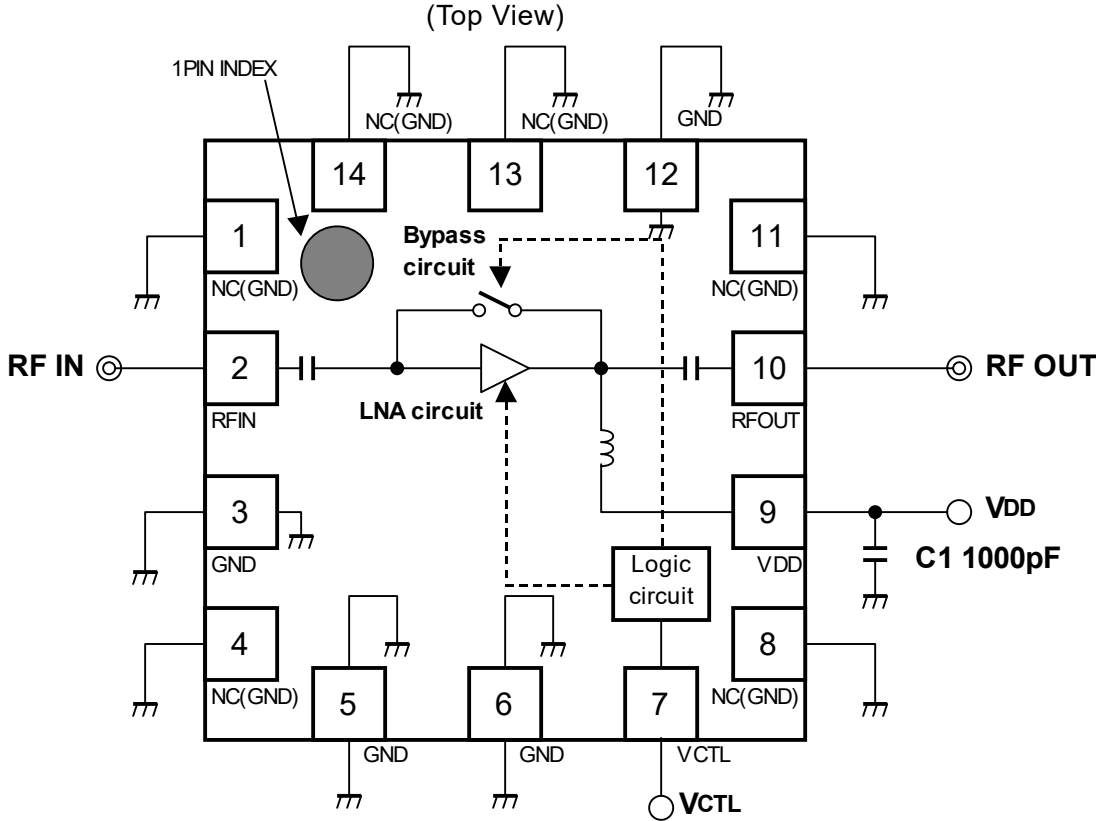 (Top View)
1PIN INDEX
NC(GND)
NC(GND)
GND
14
13
12
1
NC(GND)
Bypass
circuit
11
NC(GND)
RF IN
2
RFIN
LNA circuit
10
RFOUT
RF OUT
3
GND
9
VDD
VDD
C1 1000pF
Logic
circuit
4
NC(GND)
8
NC(GND)
5
GND
6
GND
7
VCTL
VCTL